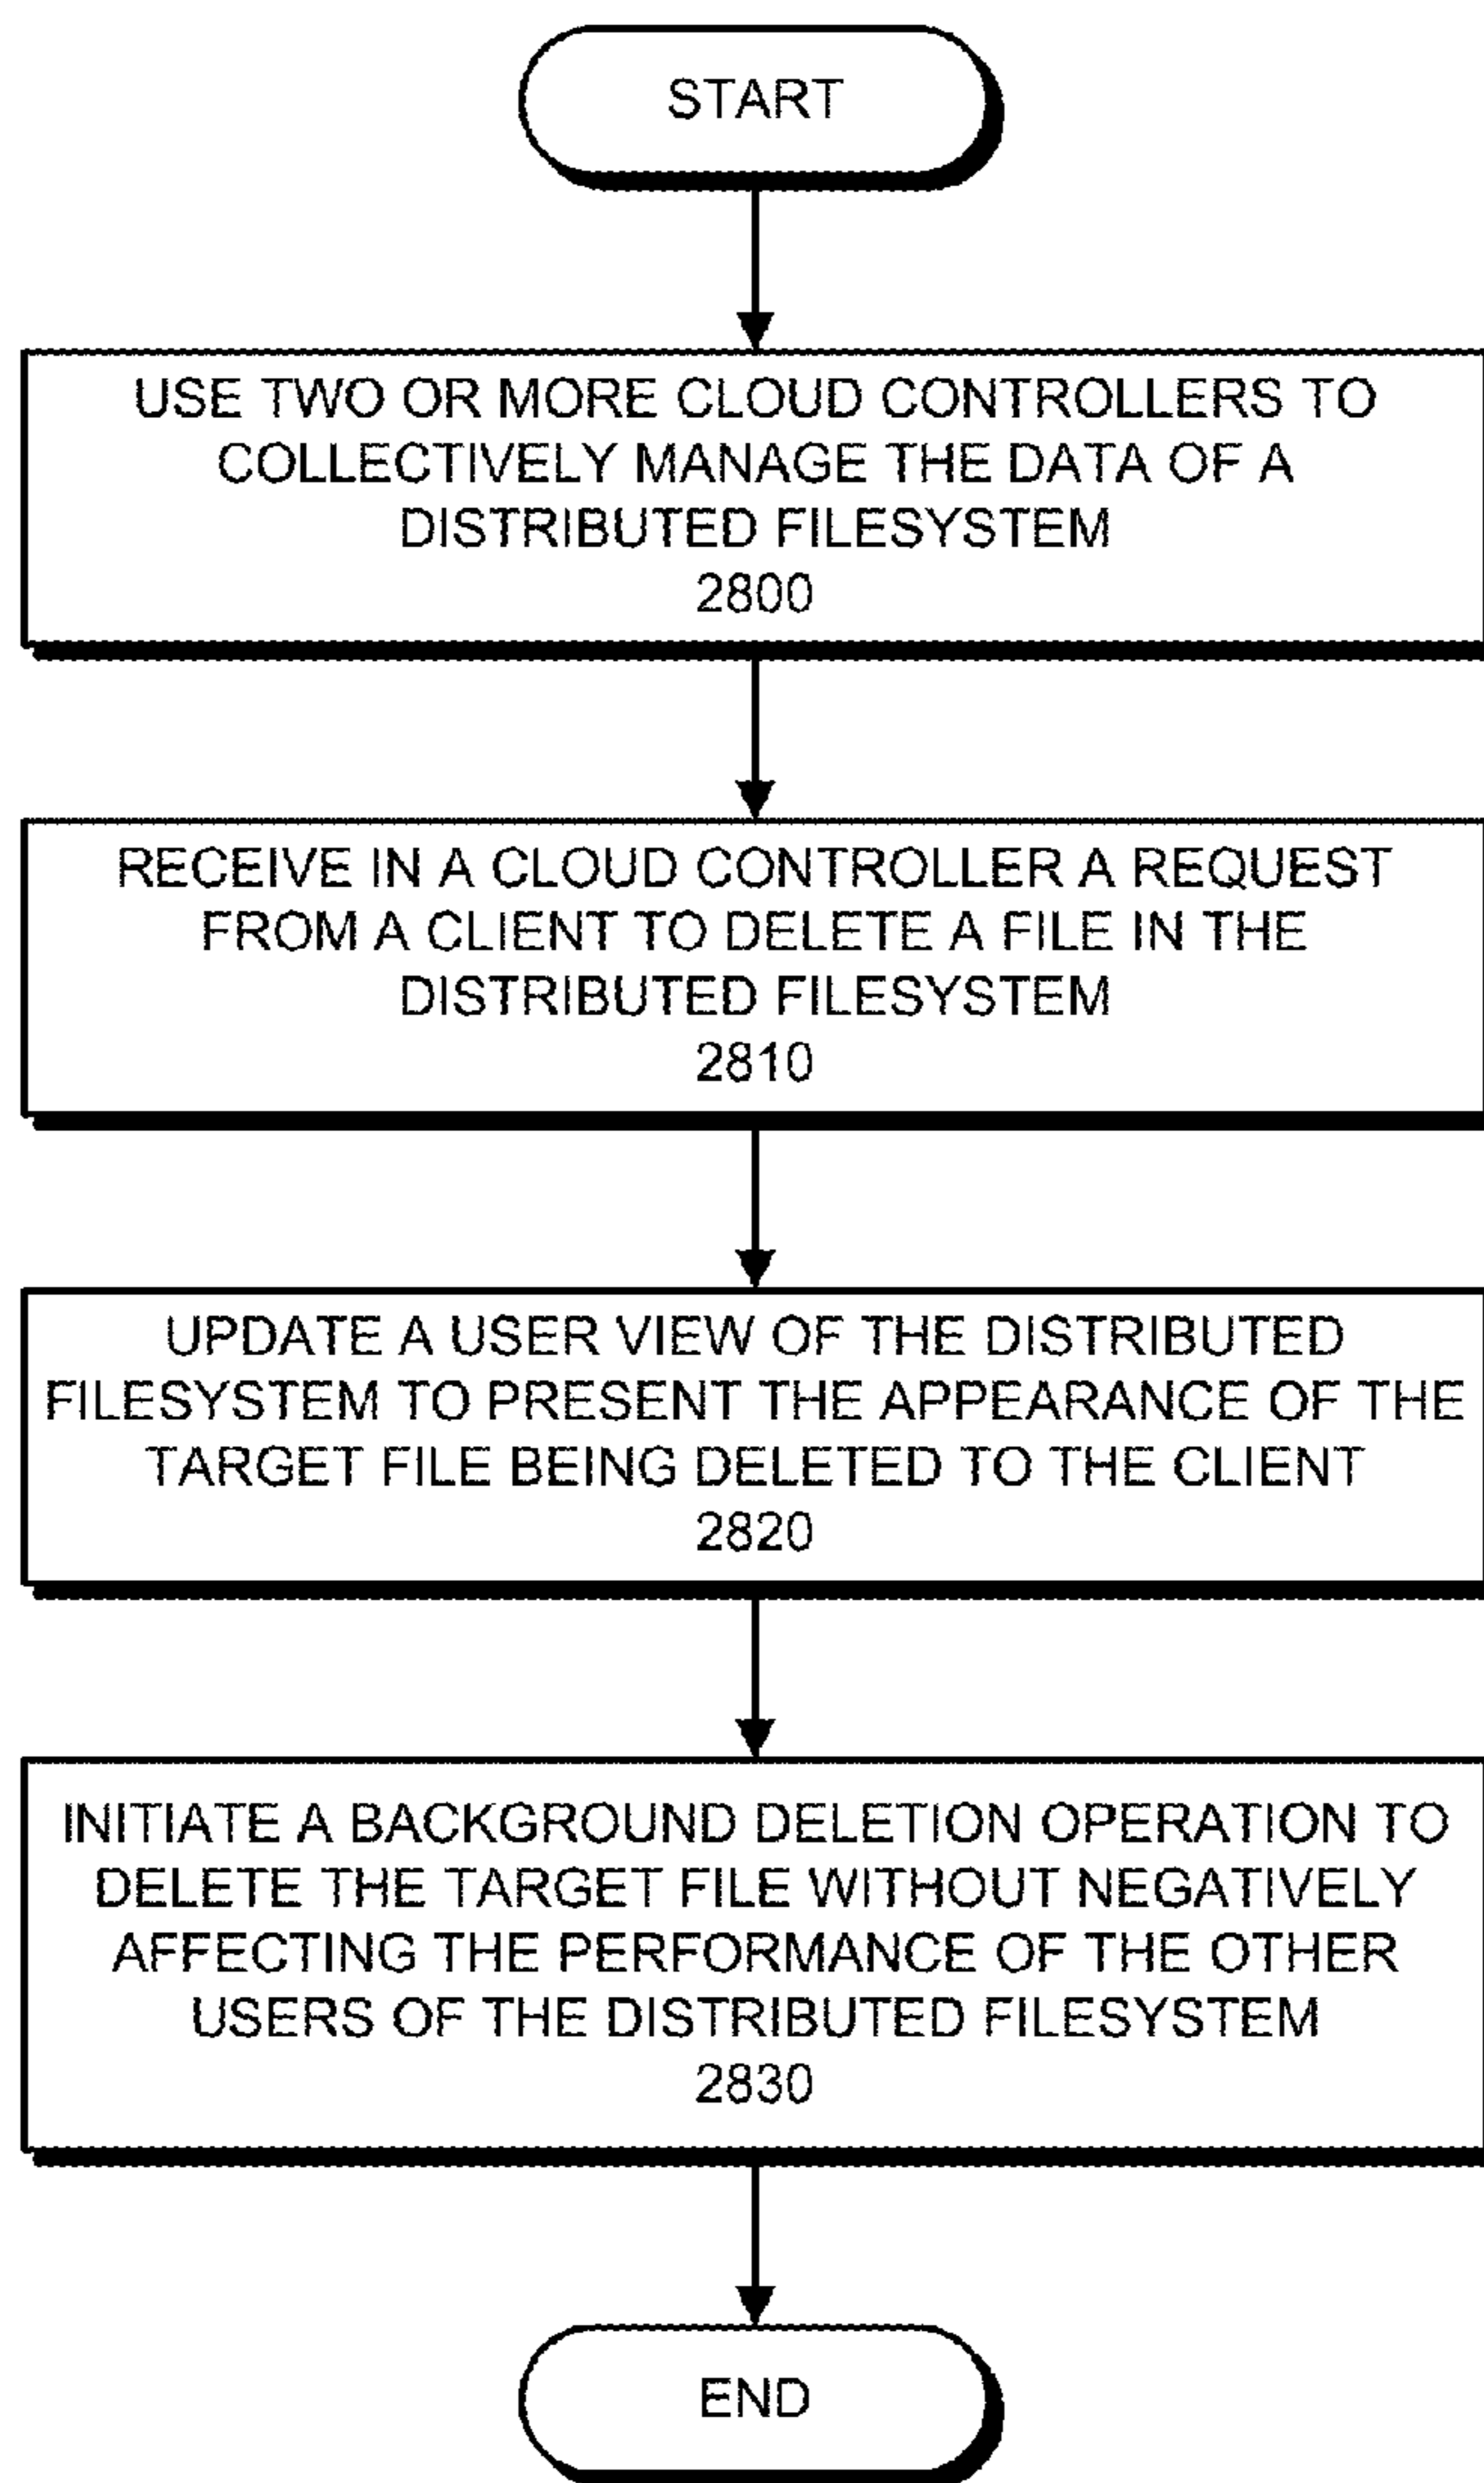 START
USE TWO OR MORE CLOUD CONTROLLERS TO
COLLECTIVELY MANAGE THE DATA OF A
DISTRIBUTED FILESYSTEM
2800
RECEIVE IN A CLOUD CONTROLLER A REQUEST
FROM A CLIENT TO DELETE A FILE IN THE
DISTRIBUTED FILESYSTEM
2810
UPDATE A USER VIEW OF THE DISTRIBUTED
FILESYSTEM TO PRESENT THE APPEARANCE OF THE
TARGET FILE BEING DELETED TO THE CLIENT
2820
INITIATE A BACKGROUND DELETION OPERATION TO
DELETE THE TARGET FILE WITHOUT NEGATIVELY
AFFECTING THE PERFORMANCE OF THE OTHER
USERS OF THE DISTRIBUTED FILESYSTEM
2830
END